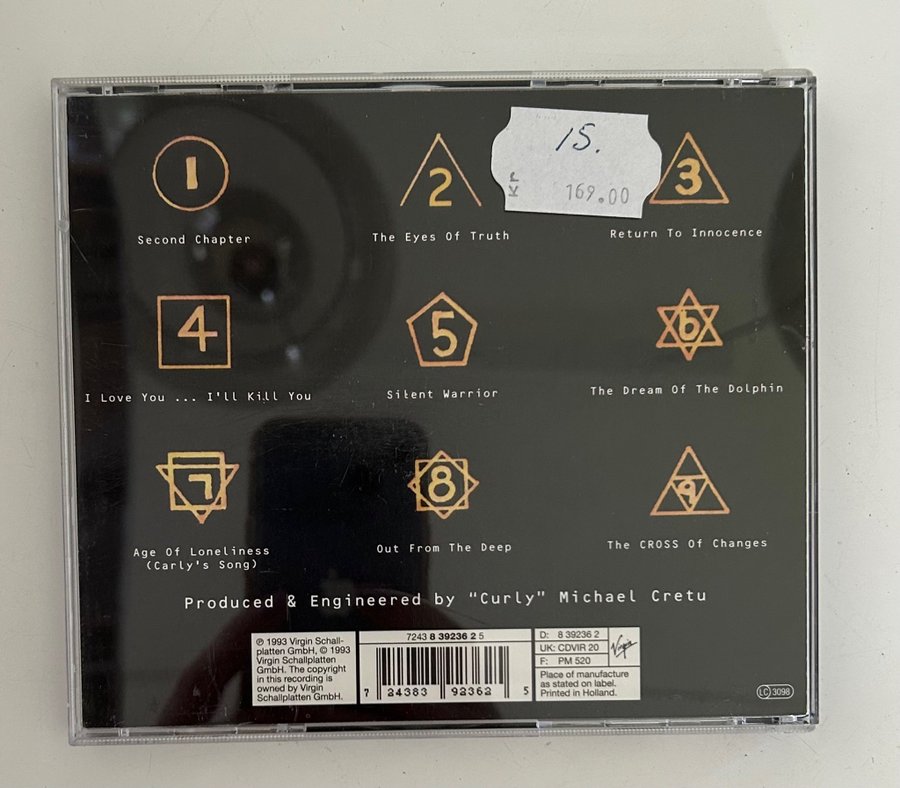 1
2
15.
KP 169.00
3
Second Chapter
The Eyes Of Truth
Return To Innocence
4
5
6
I Love You ... I'll Kill You
Silent Warrior
The Dream Of The Dolphin
7
8
9
Age Of Loneliness
(Carly's Song)
Out From The Deep
The CROSS Of Changes
Produced & Engineered by "Curly" Michael Cretu
℗ 1993 Virgin Schall-
platten GmbH, © 1993
Virgin Schallplatten
GmbH. The copyright
in this recording is
owned by Virgin
Schallplatten GmbH.
7243 8 39236 2 5
7 24383 92362 5
D: 8 39236 2
UK: CDVIR 20
F: PM 520
Virgin
Place of manufacture
as stated on label.
Printed in Holland.
LC 3098